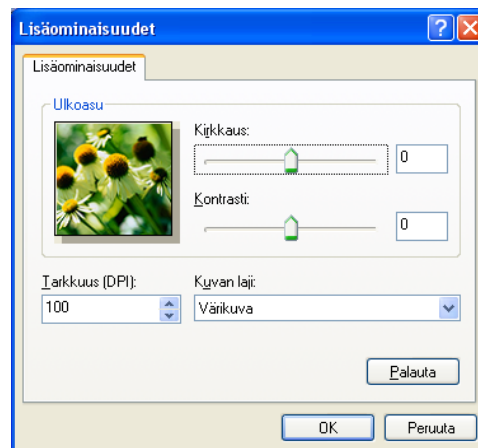 Lisäominaisuudet
Lisäominaisuudet
Ulkoasu
Kirkkaus:
0
Kontrasti:
0
Tarkkuus (DPI):
Kuvan laji:
100
Värikuva
Palauta
OK
Peruuta